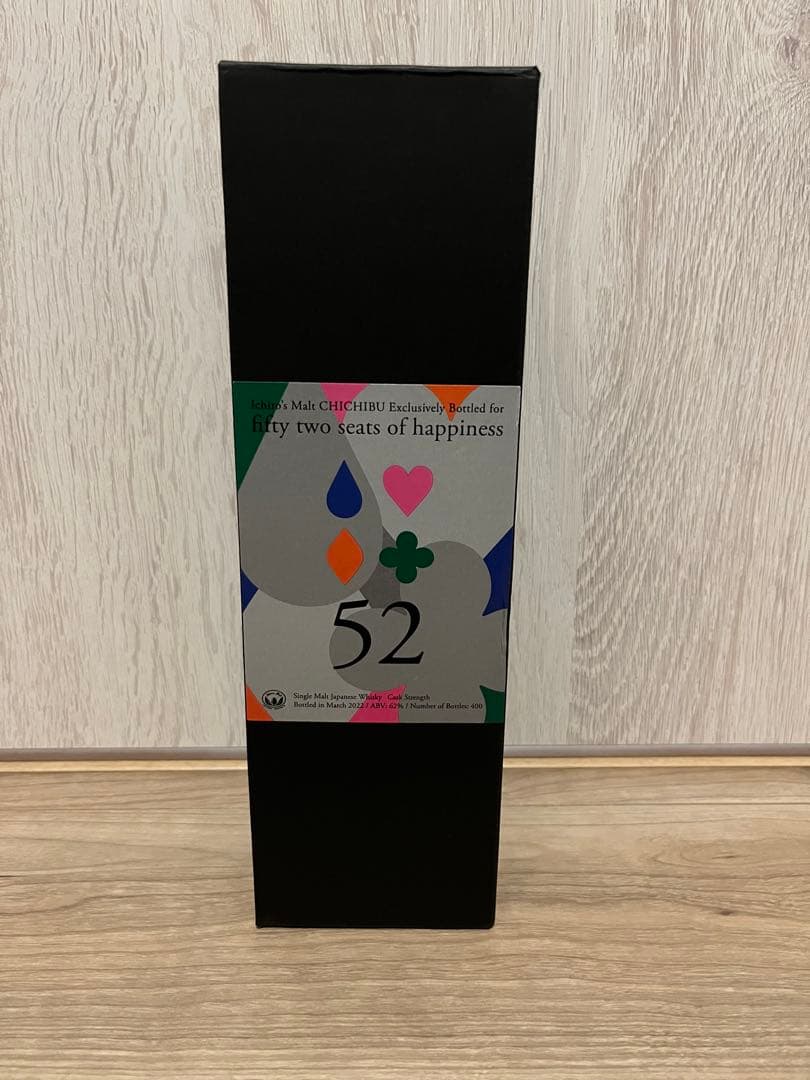 Ichiro's Malt CHICHIBU Exclusively Bottled for
fifty two seats of happiness
52
Single Malt Japanese Whisky Cask Strength
Bottled in March 2022 / ABV: 62% / Number of Bottles: 400